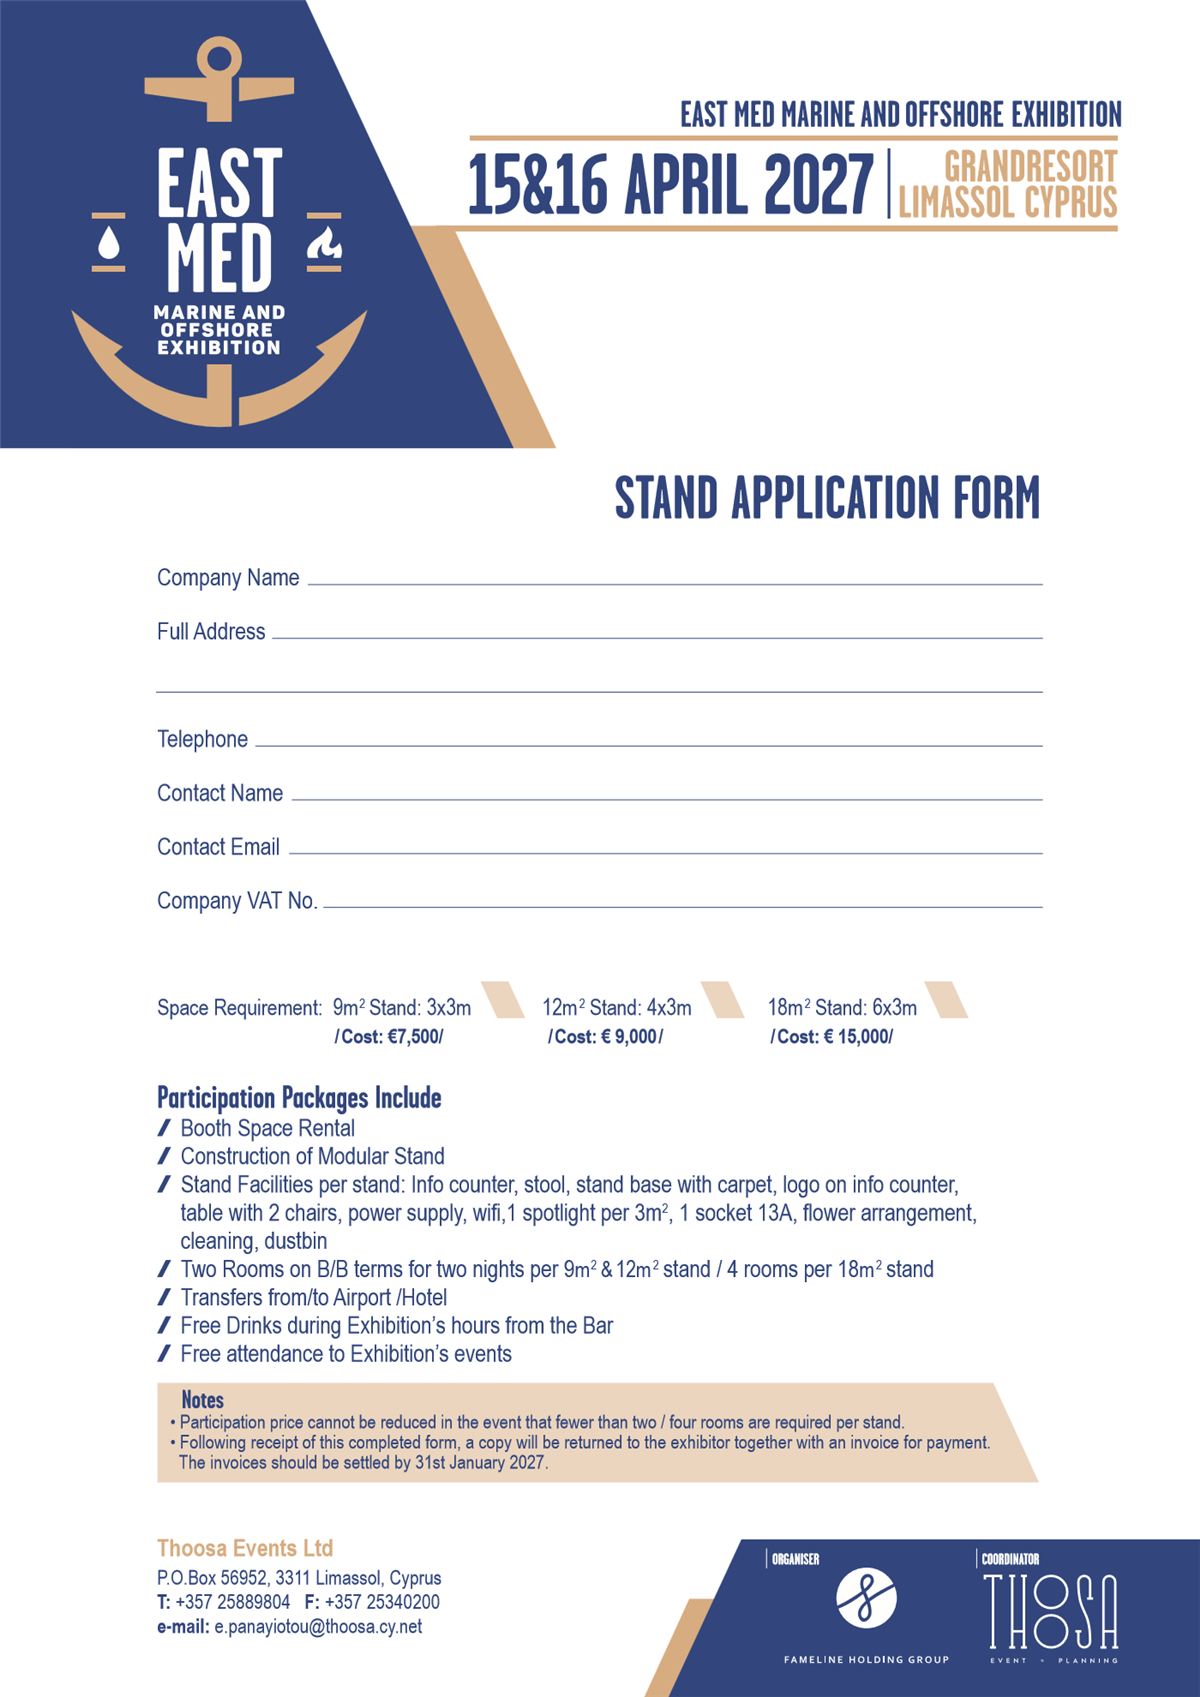 EAST
MED
MARINE AND
OFFSHORE
EXHIBITION
EAST MED MARINE AND OFFSHORE EXHIBITION
15&16 APRIL 2027
GRANDRESORT
LIMASSOL CYPRUS
STAND APPLICATION FORM
Company Name
Full Address
Telephone
Contact Name
Contact Email
Company VAT No.
Space Requirement: 9m² Stand: 3x3m 12m² Stand: 4x3m 18m² Stand: 6x3m
/Cost: €7,500/ /Cost: € 9,000/ /Cost: € 15,000/
Participation Packages Include
/ Booth Space Rental
/ Construction of Modular Stand
/ Stand Facilities per stand: Info counter, stool, stand base with carpet, logo on info counter,
table with 2 chairs, power supply, wifi,1 spotlight per 3m², 1 socket 13A, flower arrangement,
cleaning, dustbin
/ Two Rooms on B/B terms for two nights per 9m² & 12m² stand / 4 rooms per 18m² stand
/ Transfers from/to Airport /Hotel
/ Free Drinks during Exhibition’s hours from the Bar
/ Free attendance to Exhibition’s events
Notes
• Participation price cannot be reduced in the event that fewer than two / four rooms are required per stand.
• Following receipt of this completed form, a copy will be returned to the exhibitor together with an invoice for payment.
The invoices should be settled by 31st January 2027.
Thoosa Events Ltd
P.O.Box 56952, 3311 Limassol, Cyprus
T: +357 25889804 F: +357 25340200
e-mail: e.panayiotou@thoosa.cy.net
ORGANISER
FAMELINE HOLDING GROUP
COORDINATOR
THOOSA
EVENT - PLANNING